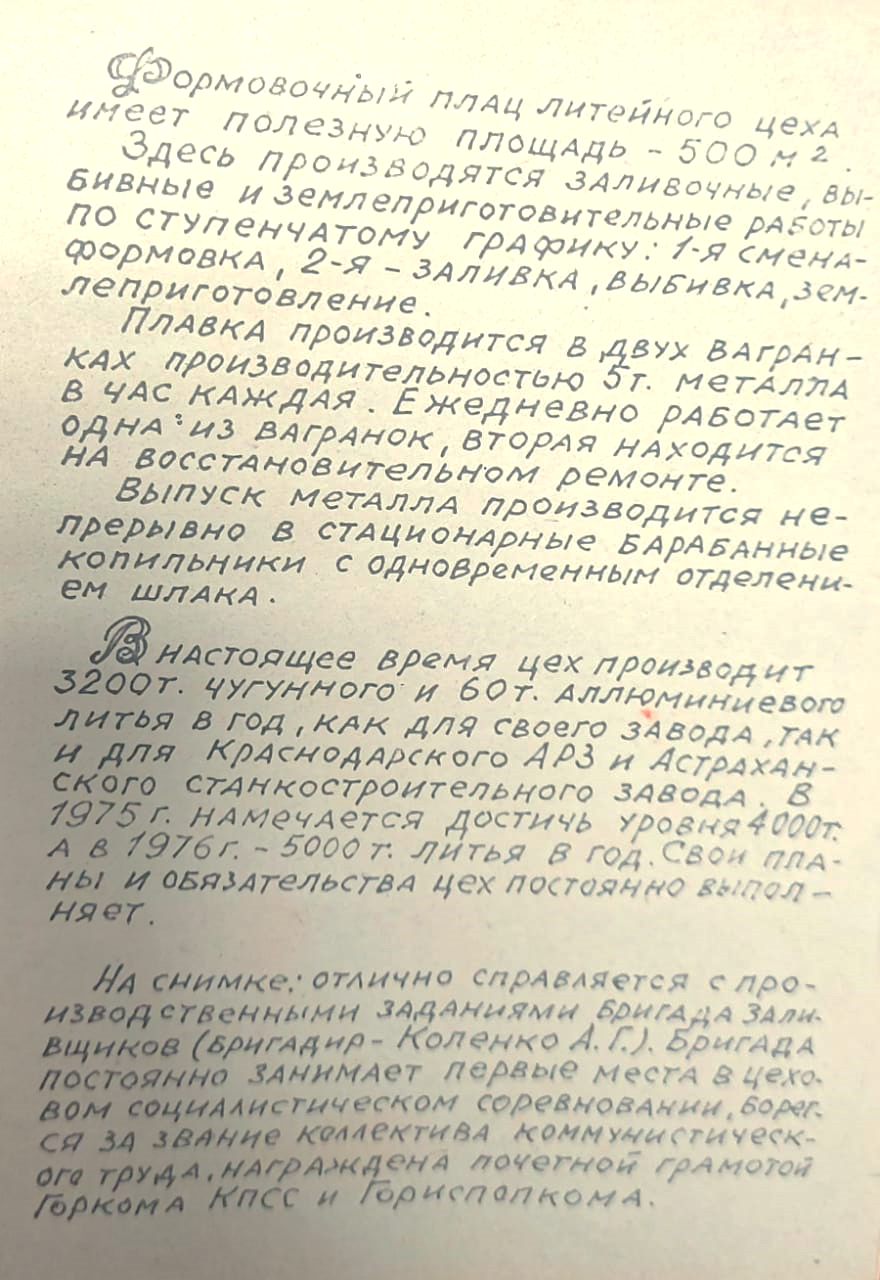 Формовочный плац литейного цеха
имеет полезную площадь - 500 м².
Здесь производятся заливочные, вы-
бивные и землеприготовительные работы
по ступенчатому графику: 1-я смена-
формовка, 2-я - заливка, выбивка, зем-
леприготовление.
Плавка производится в двух вагран-
ках производительностью 5т. металла
в час каждая. Ежедневно работает
одна из вагранок, вторая находится
на восстановительном ремонте.
Выпуск металла производится не-
прерывно в стационарные барабанные
копильники с одновременным отделени-
ем шлака.
В настоящее время цех производит
3200т. чугунного и 60т. аллюминиевого
литья в год, как для своего завода, так
и для Краснодарского АРЗ и Астрахан-
ского станкостроительного завода. В
1975 г. намечается достичь уровня 4000т.
а в 1976г. - 5000 т. литья в год. Свои пла-
ны и обязательства цех постоянно выпол-
няет.
На снимке: отлично справляется с про-
изводственными заданиями бригада зали-
вщиков (бригадир - Коленко А.Г.). Бригада
постоянно занимает первые места в цехо-
вом социалистическом соревновании, борет-
ся за звание коллектива коммунистическ-
ого труда, награждена почетной грамотой
Горкома КПСС и Горисполкома.